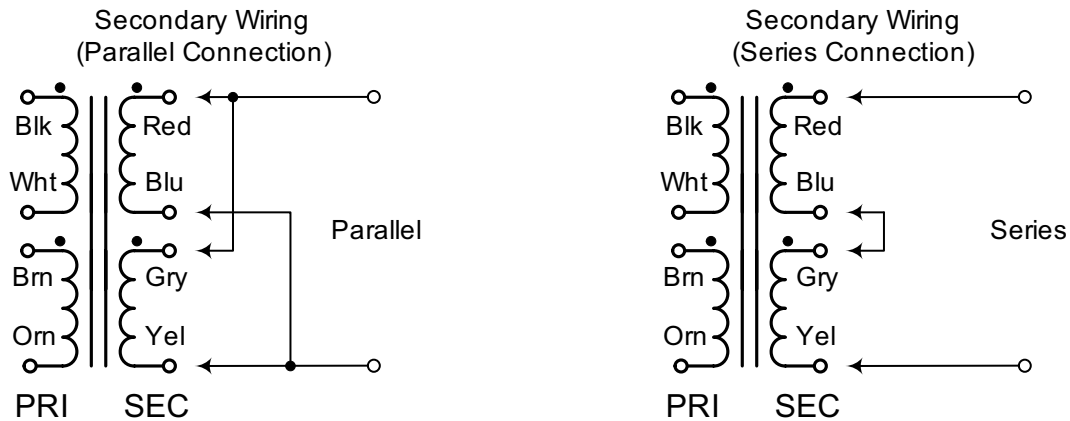 Secondary Wiring
(Parallel Connection)
Blk
Red
Wht
Blu
Parallel
Brn
Gry
Orn
Yel
PRI
SEC
Secondary Wiring
(Series Connection)
Blk
Red
Wht
Blu
Series
Brn
Gry
Orn
Yel
PRI
SEC